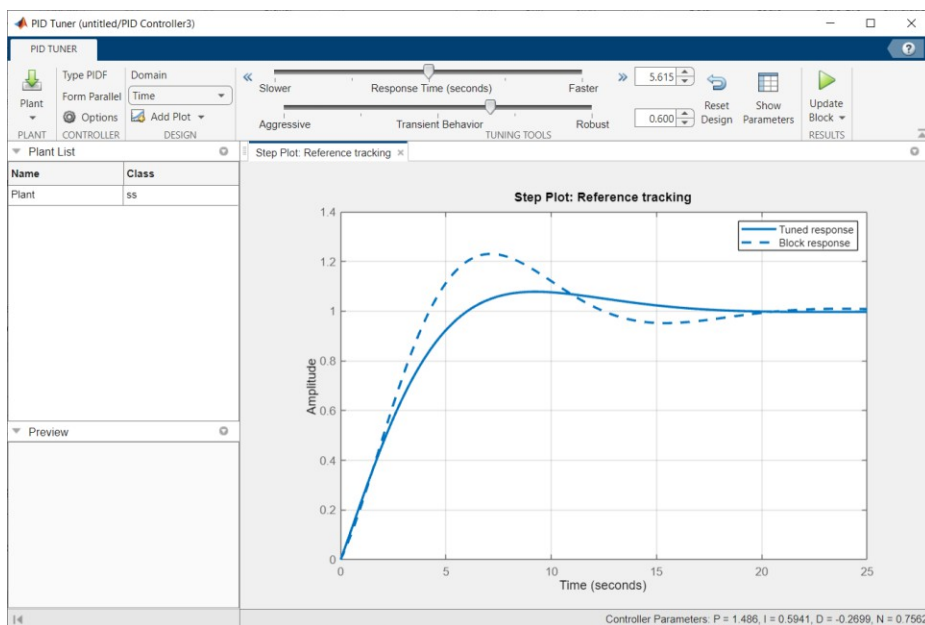 PID Tuner (untitled/PID Controller3)
PID TUNER
Plant
PLANT
Type PIDF
Form Parallel
Options
CONTROLLER
Domain
Time
Add Plot
DESIGN
Slower Response Time (seconds) Faster
5.615
Aggressive Transient Behavior Robust
0.600
TUNING TOOLS
Reset
Design
Show
Parameters
Update
Block
RESULTS
Plant List
Name Class
Plant ss
Preview
Step Plot: Reference tracking
Step Plot: Reference tracking
Tuned response
Block response
Amplitude
1.4
1.2
1
0.8
0.6
0.4
0.2
0
0 5 10 15 20 25
Time (seconds)
Controller Parameters: P = 1.486, I = 0.5941, D = -0.2699, N = 0.7562